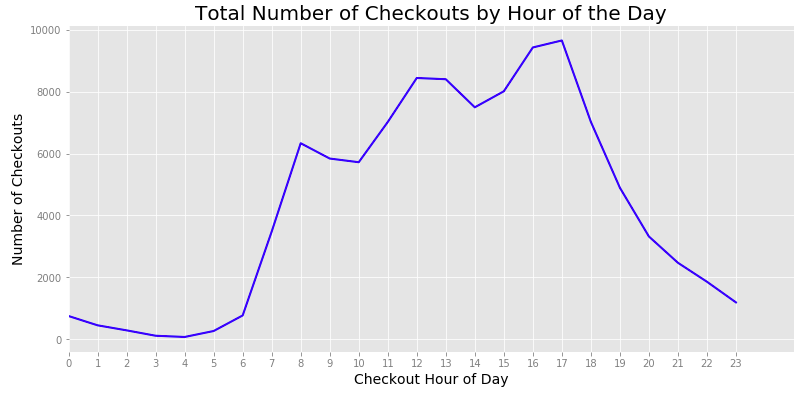 Total Number of Checkouts by Hour of the Day
Number of Checkouts
10000
8000
6000
4000
2000
0
0 1 2 3 4 5 6 7 8 9 10 11 12 13 14 15 16 17 18 19 20 21 22 23
Checkout Hour of Day